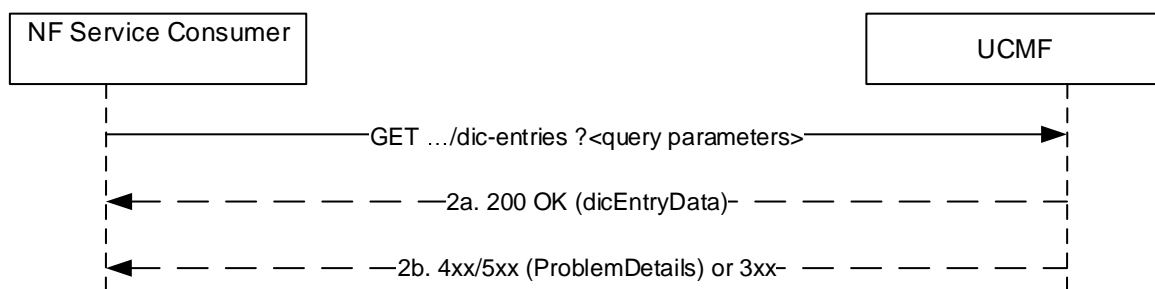 NF Service Consumer
UCMF
GET …/dic-entries ?<query parameters>
2a. 200 OK (dicEntryData)
2b. 4xx/5xx (ProblemDetails) or 3xx